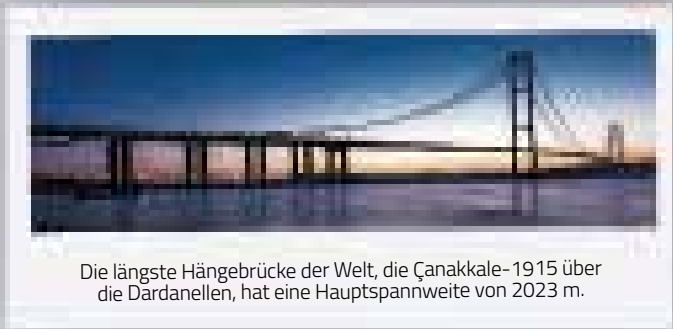 Die längste Hängebrücke der Welt, die Çanakkale-1915 über
die Dardanellen, hat eine Hauptspannweite von 2023 m.